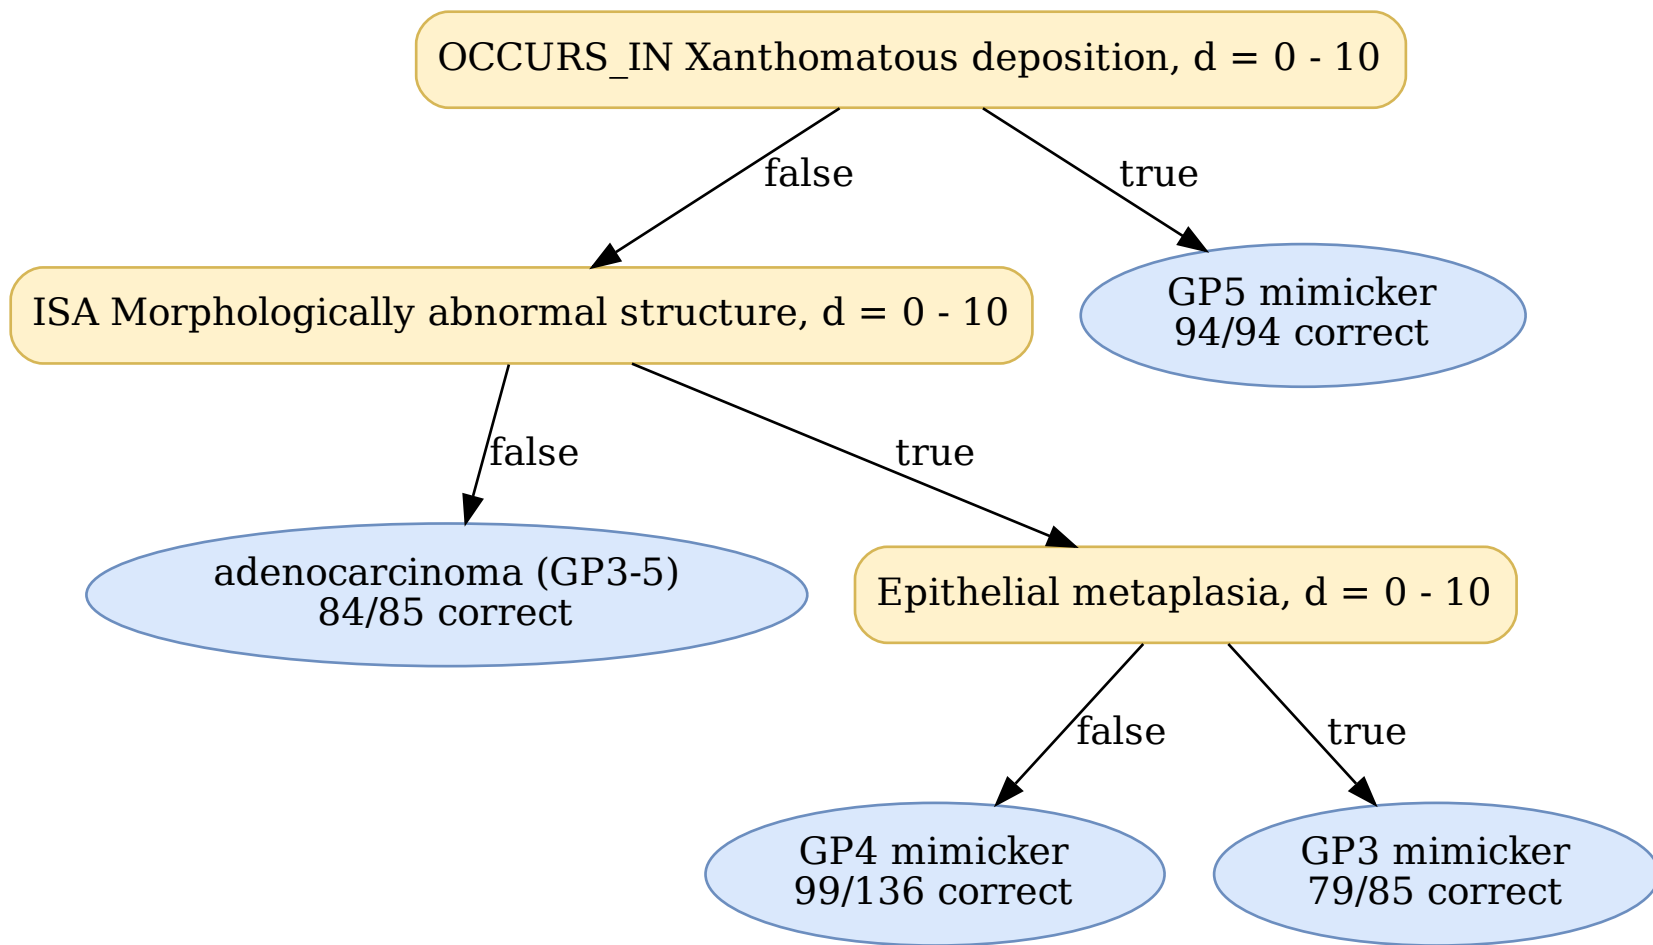 OCCURS_IN Xanthomatous deposition, d = 0 - 10
false
true
ISA Morphologically abnormal structure, d = 0 - 10
GP5 mimicker
94/94 correct
false
true
adenocarcinoma (GP3-5)
84/85 correct
Epithelial metaplasia, d = 0 - 10
false
true
GP4 mimicker
99/136 correct
GP3 mimicker
79/85 correct